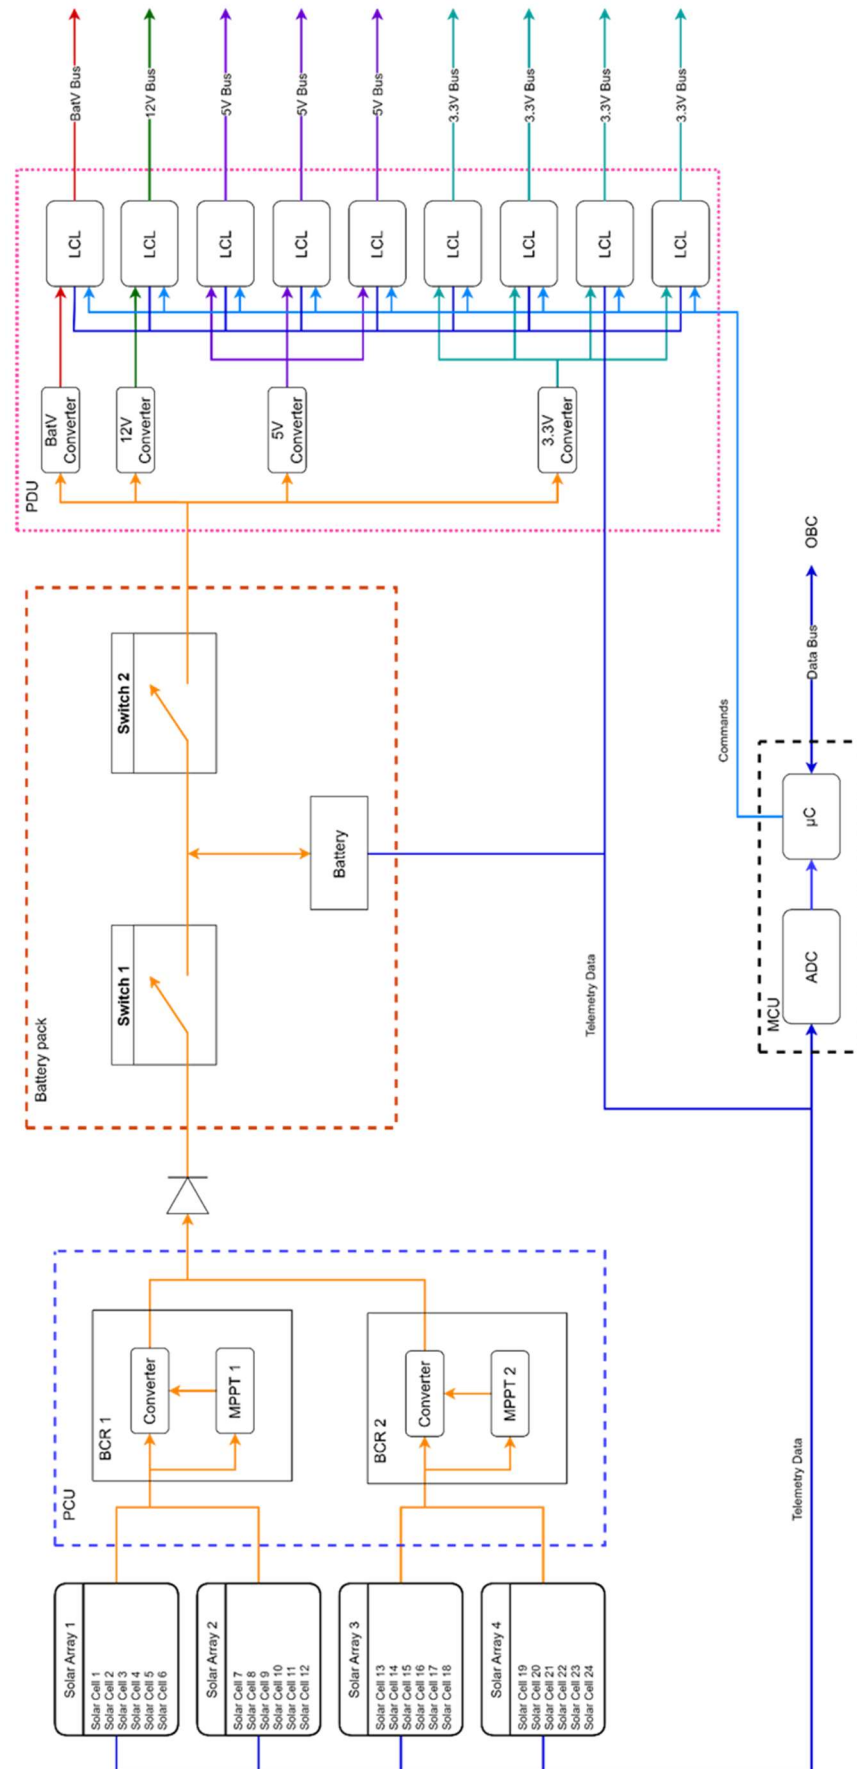 Solar Array 1
Solar Cell 1
Solar Cell 2
Solar Cell 3
Solar Cell 4
Solar Cell 5
Solar Cell 6
Solar Array 2
Solar Cell 7
Solar Cell 8
Solar Cell 9
Solar Cell 10
Solar Cell 11
Solar Cell 12
Solar Array 3
Solar Cell 13
Solar Cell 14
Solar Cell 15
Solar Cell 16
Solar Cell 17
Solar Cell 18
Solar Array 4
Solar Cell 19
Solar Cell 20
Solar Cell 21
Solar Cell 22
Solar Cell 23
Solar Cell 24
PCU
BCR 1
Converter
MPPT 1
BCR 2
Converter
MPPT 2
Battery pack
Switch 1
Switch 2
Battery
PDU
BatV
Converter
12V
Converter
5V
Converter
3.3V
Converter
LCL
LCL
LCL
LCL
LCL
LCL
LCL
LCL
LCL
BatV Bus
12V Bus
5V Bus
5V Bus
5V Bus
3.3V Bus
3.3V Bus
3.3V Bus
3.3V Bus
Telemetry Data
Telemetry Data
Commands
MCU
ADC
µC
Data Bus
OBC